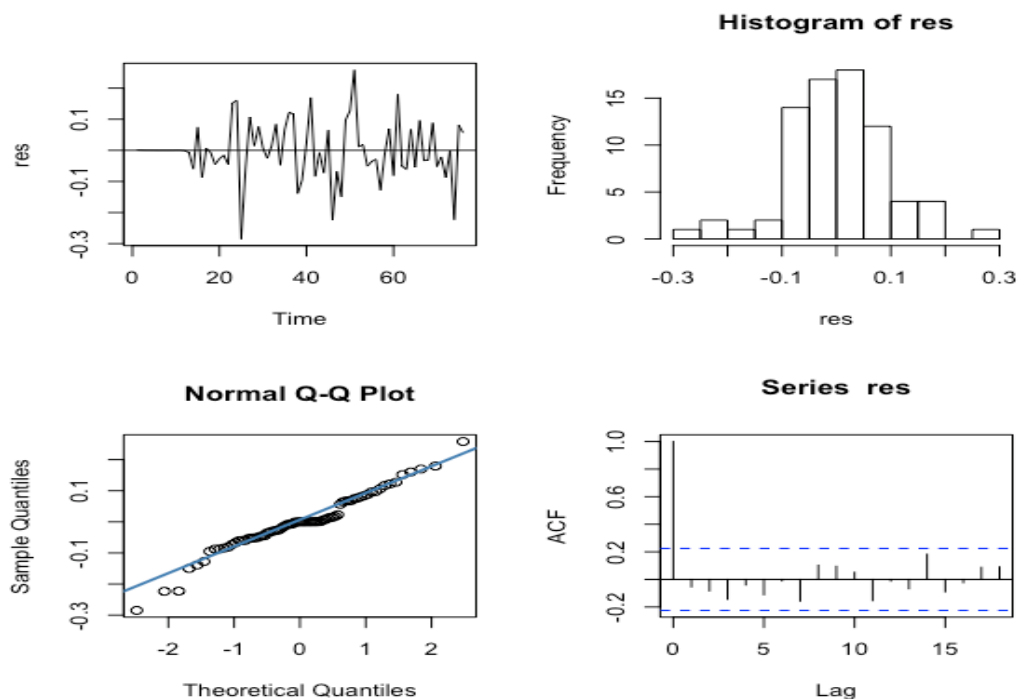 res
0.1
-0.1
-0.3
0 20 40 60
Time
Histogram of res
Frequency
15
10
5
0
-0.3 -0.1 0.1 0.3
res
Normal Q-Q Plot
Sample Quantiles
0.1
-0.1
-0.3
-2 -1 0 1 2
Theoretical Quantiles
Series res
ACF
1.0
0.6
0.2
-0.2
0 5 10 15
Lag